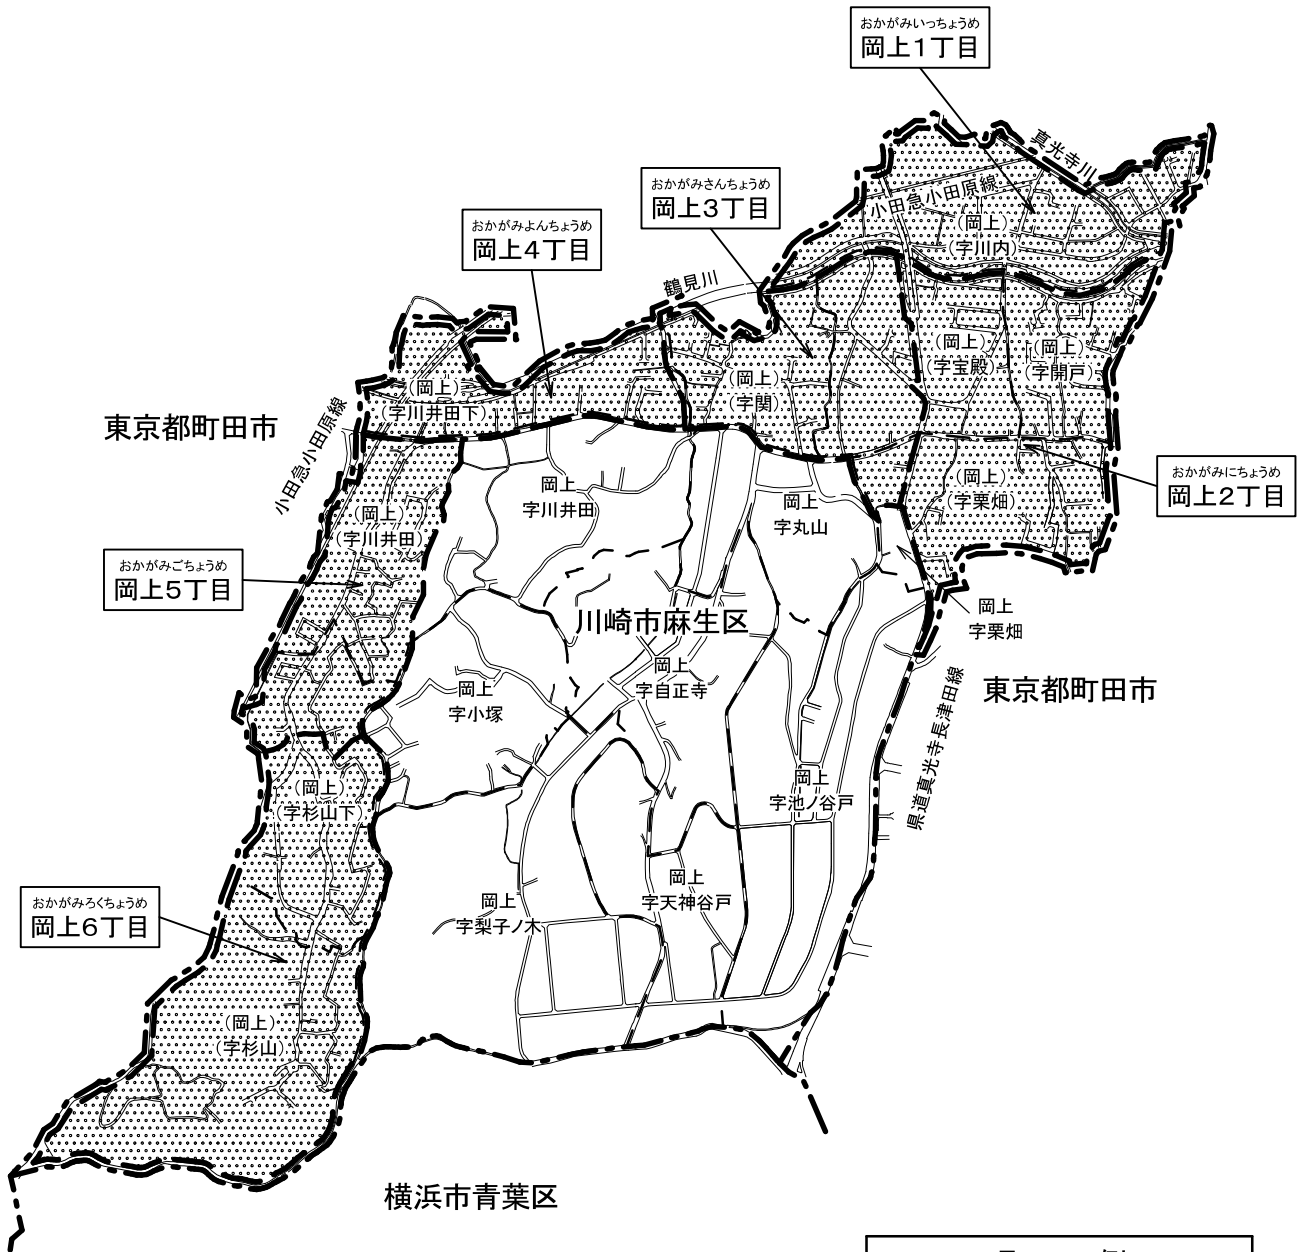 おかがみいっちょうめ
岡上1丁目
真光寺川
おかがみさんちょうめ
岡上3丁目
小田急小田原線
(岡上)
(字川内)
おかがみよんちょうめ
岡上4丁目
鶴見川
(岡上)
(字宝殿)
(岡上)
(字開戸)
(岡上)
(字関)
(岡上)
(字川井田下)
東京都町田市
小田急小田原線
(岡上)
(字栗畑)
おかがみにちょうめ
岡上2丁目
岡上
字川井田
岡上
字丸山
(岡上)
(字川井田)
おかがみごちょうめ
岡上5丁目
岡上
字栗畑
川崎市麻生区
岡上
字自正寺
岡上
字小塚
東京都町田市
県道真光寺長津田線
岡上
字池ノ谷戸
(岡上)
(字杉山下)
おかがみろくちょうめ
岡上6丁目
岡上
字天神谷戸
岡上
字梨子ノ木
(岡上)
(字杉山)
横浜市青葉区